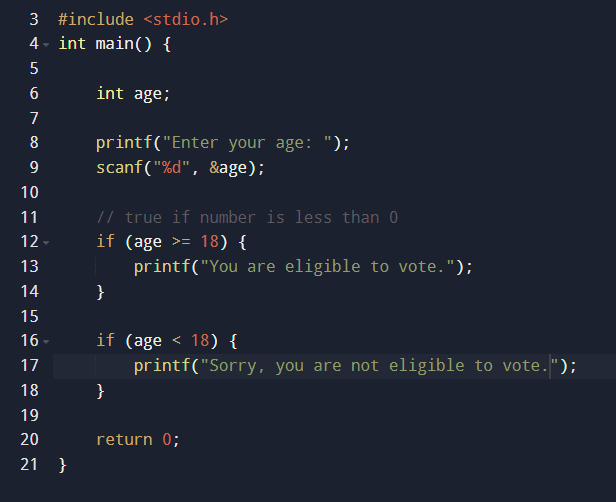 3 #include <stdio.h>
4 int main() {
5
6     int age;
7
8     printf("Enter your age: ");
9     scanf("%d", &age);
10
11     // true if number is less than 0
12     if (age >= 18) {
13         printf("You are eligible to vote.");
14     }
15
16     if (age < 18) {
17         printf("Sorry, you are not eligible to vote.");
18     }
19
20     return 0;
21 }